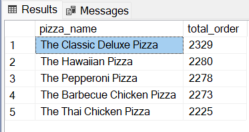 Results Messages
pizza_name total_order
1 The Classic Deluxe Pizza 2329
2 The Hawaiian Pizza 2280
3 The Pepperoni Pizza 2278
4 The Barbecue Chicken Pizza 2273
5 The Thai Chicken Pizza 2225